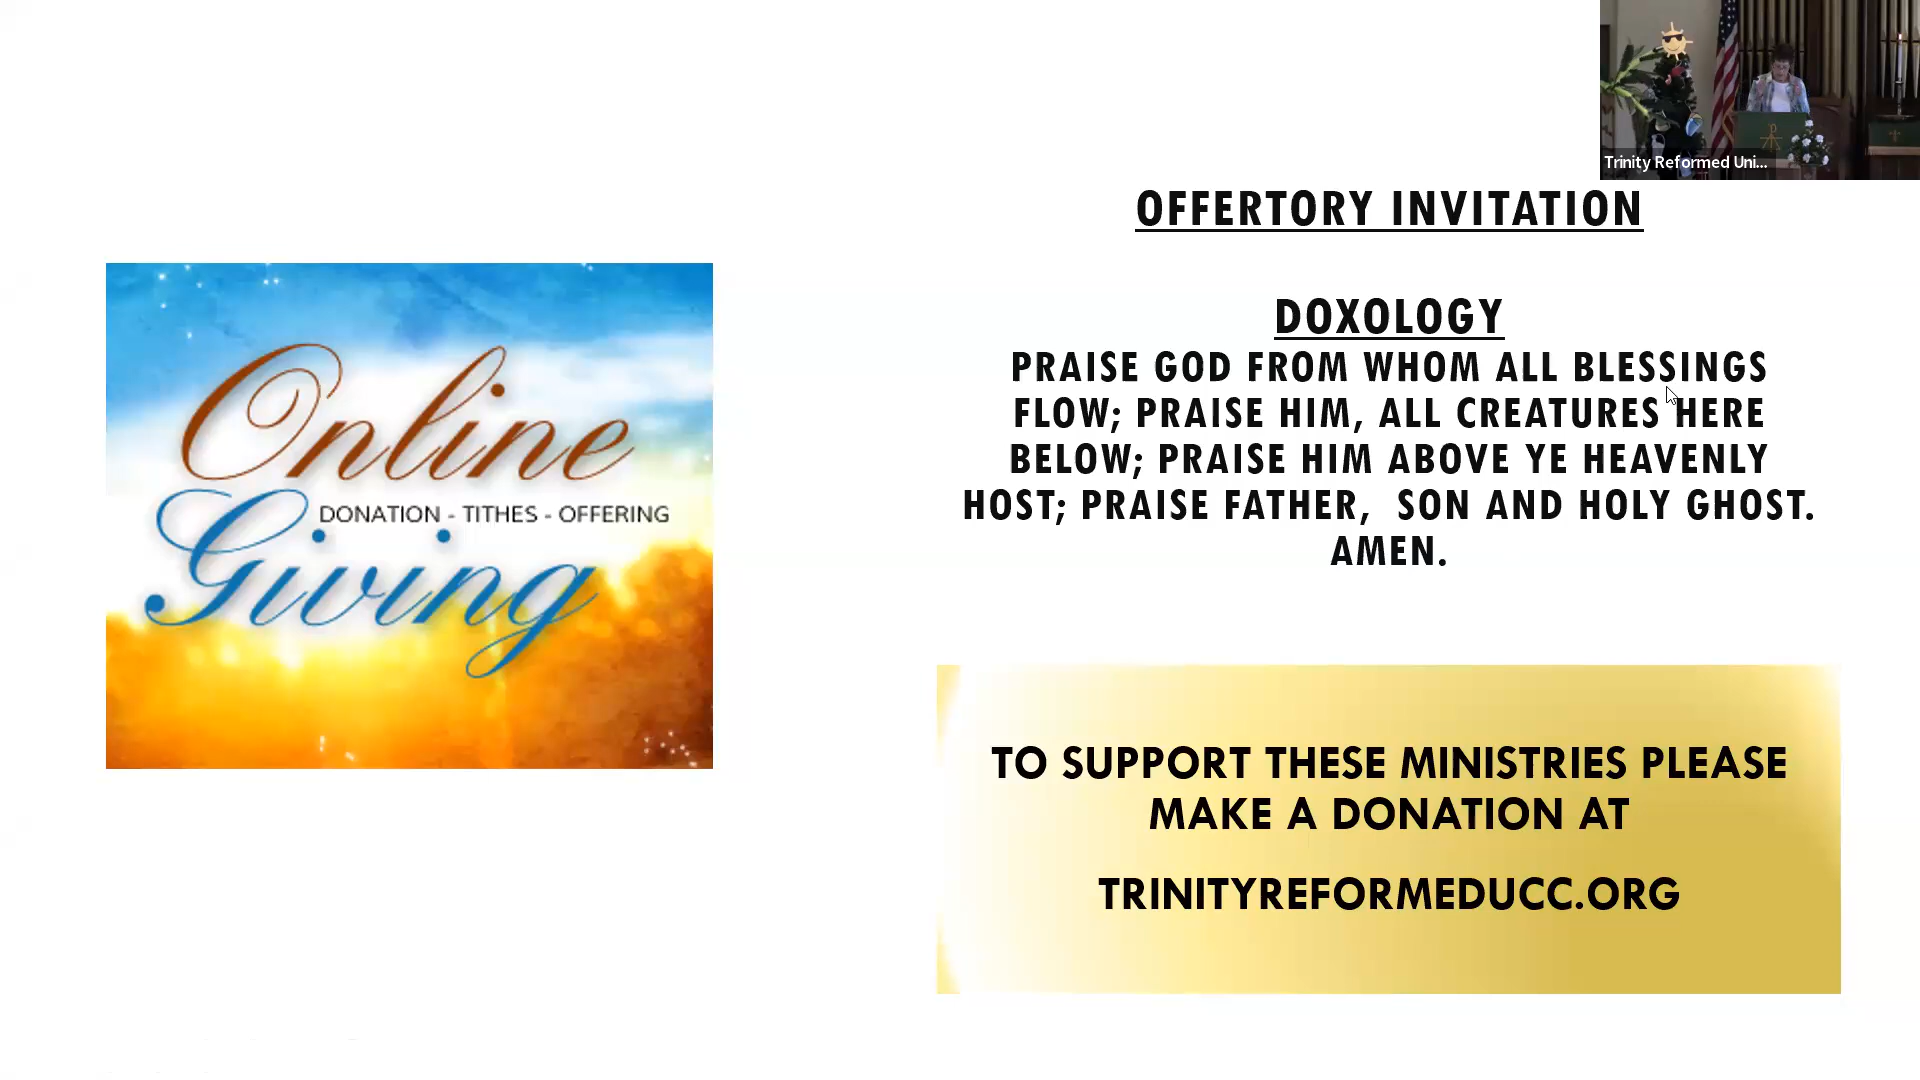 Trinity Reformed Uni...
OFFERTORY INVITATION
DOXOLOGY
PRAISE GOD FROM WHOM ALL BLESSINGS
FLOW; PRAISE HIM, ALL CREATURES HERE
BELOW; PRAISE HIM ABOVE YE HEAVENLY
HOST; PRAISE FATHER,  SON AND HOLY GHOST.
AMEN.
Online
DONATION - TITHES - OFFERING
Giving
TO SUPPORT THESE MINISTRIES PLEASE
MAKE A DONATION AT
TRINITYREFORMEDUCC.ORG